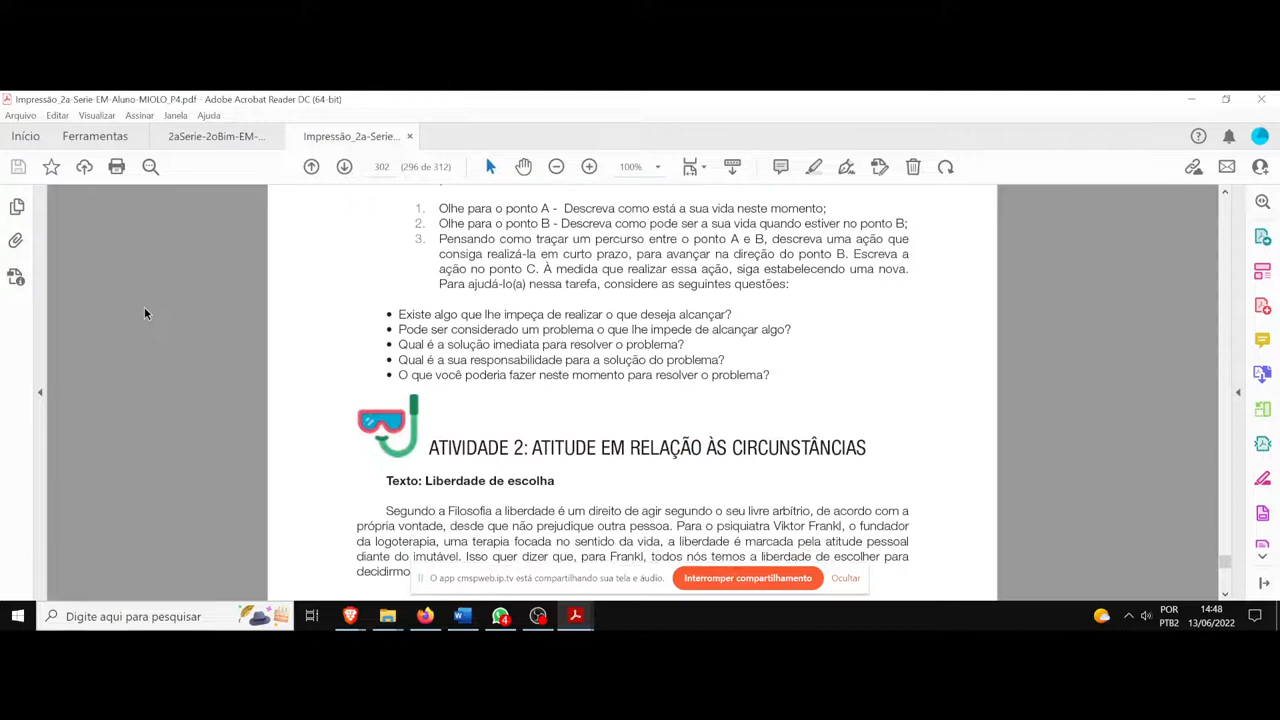 Impressão_2a-Serie-EM-Aluno-MIOLO_P4.pdf - Adobe Acrobat Reader DC (64-bit)
Arquivo Editar Visualizar Assinar Janela Ajuda
Início Ferramentas 2aSerie-2oBim-EM-... Impressão_2a-Serie... ×
302 (296 de 312) 100%
1. Olhe para o ponto A - Descreva como está a sua vida neste momento;
2. Olhe para o ponto B - Descreva como pode ser a sua vida quando estiver no ponto B;
3. Pensando como traçar um percurso entre o ponto A e B, descreva uma ação que
consiga realizá-la em curto prazo, para avançar na direção do ponto B. Escreva a
ação no ponto C. À medida que realizar essa ação, siga estabelecendo uma nova.
Para ajudá-lo(a) nessa tarefa, considere as seguintes questões:
• Existe algo que lhe impeça de realizar o que deseja alcançar?
• Pode ser considerado um problema o que lhe impede de alcançar algo?
• Qual é a solução imediata para resolver o problema?
• Qual é a sua responsabilidade para a solução do problema?
• O que você poderia fazer neste momento para resolver o problema?
ATIVIDADE 2: ATITUDE EM RELAÇÃO ÀS CIRCUNSTÂNCIAS
Texto: Liberdade de escolha
Segundo a Filosofia a liberdade é um direito de agir segundo o seu livre arbítrio, de acordo com a
própria vontade, desde que não prejudique outra pessoa. Para o psiquiatra Viktor Frankl, o fundador
da logoterapia, uma terapia focada no sentido da vida, a liberdade é marcada pela atitude pessoal
diante do imutável. Isso quer dizer que, para Frankl, todos nós temos a liberdade de escolher para
decidirmo
O app cmspweb.ip.tv está compartilhando sua tela e áudio. Interromper compartilhamento Ocultar
Digite aqui para pesquisar
4
POR
PTB2
14:48
13/06/2022